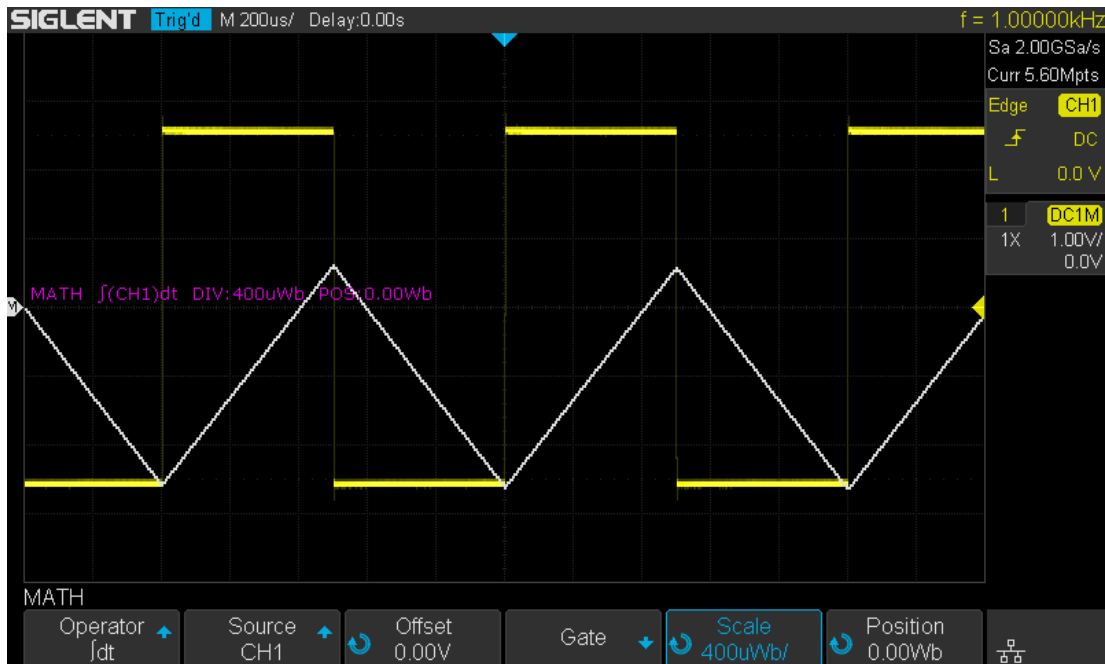 SIGLENT Trig'd M 200us/ Delay:0.00s f = 1.00000kHz
Sa 2.00GSa/s
Curr 5.60Mpts
Edge CH1
DC
L 0.0 V
1 DC1M
1X 1.00V/
0.0V
M
MATH ∫(CH1)dt DIV:400uWb/ POS:0.00Wb
MATH
Operator
∫dt
Source
CH1
Offset
0.00V
Gate
Scale
400uWb/
Position
0.00Wb